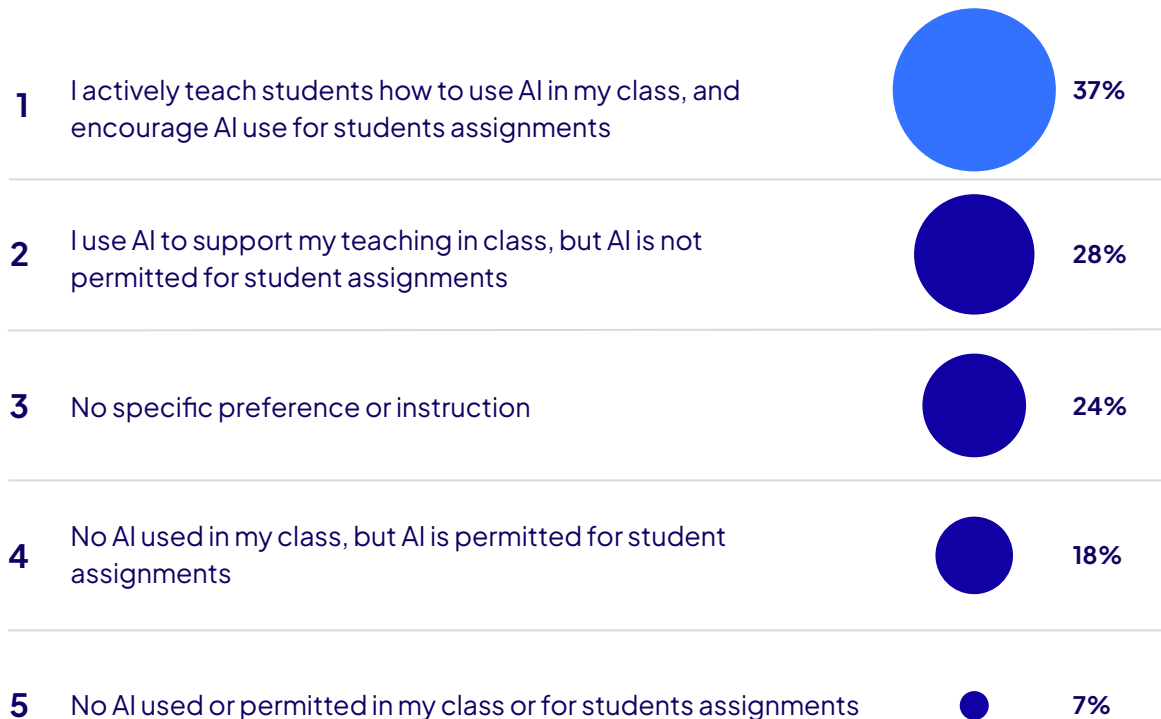 1
I actively teach students how to use AI in my class, and
encourage AI use for students assignments
37%
2
I use AI to support my teaching in class, but AI is not
permitted for student assignments
28%
3
No specific preference or instruction
24%
4
No AI used in my class, but AI is permitted for student
assignments
18%
5
No AI used or permitted in my class or for students assignments
7%